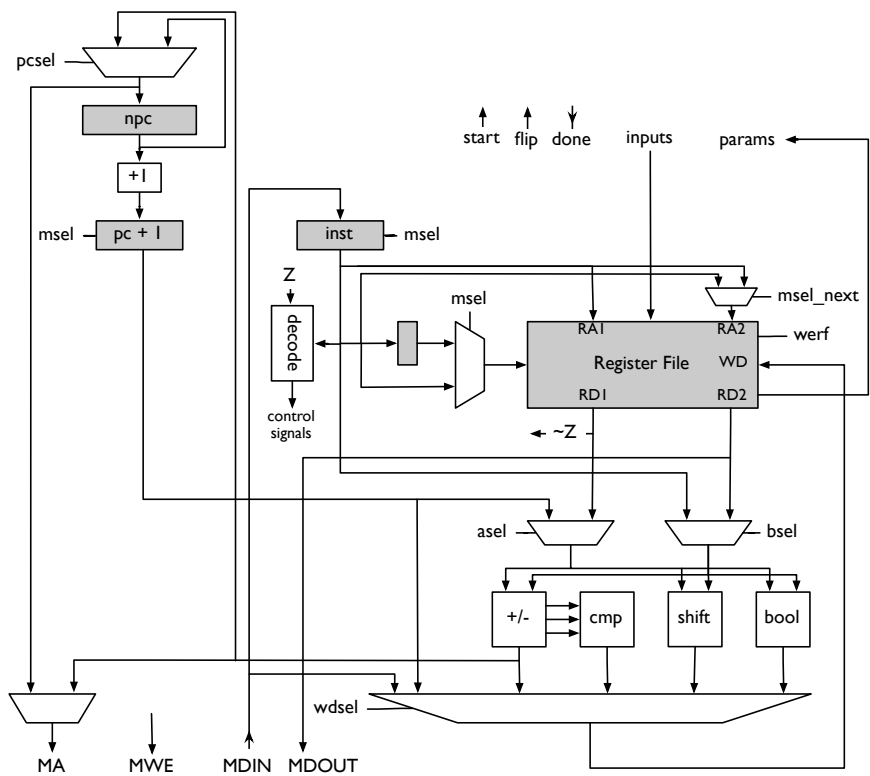 pcsel
npc
start
flip
done
inputs
params
+1
msel
pc + 1
inst
msel
Z
msel
msel_next
decode
RA1
RA2
werf
Register File
WD
RD1
RD2
control
signals
~Z
asel
bsel
+/-
cmp
shift
bool
wdsel
MA
MWE
MDIN
MDOUT